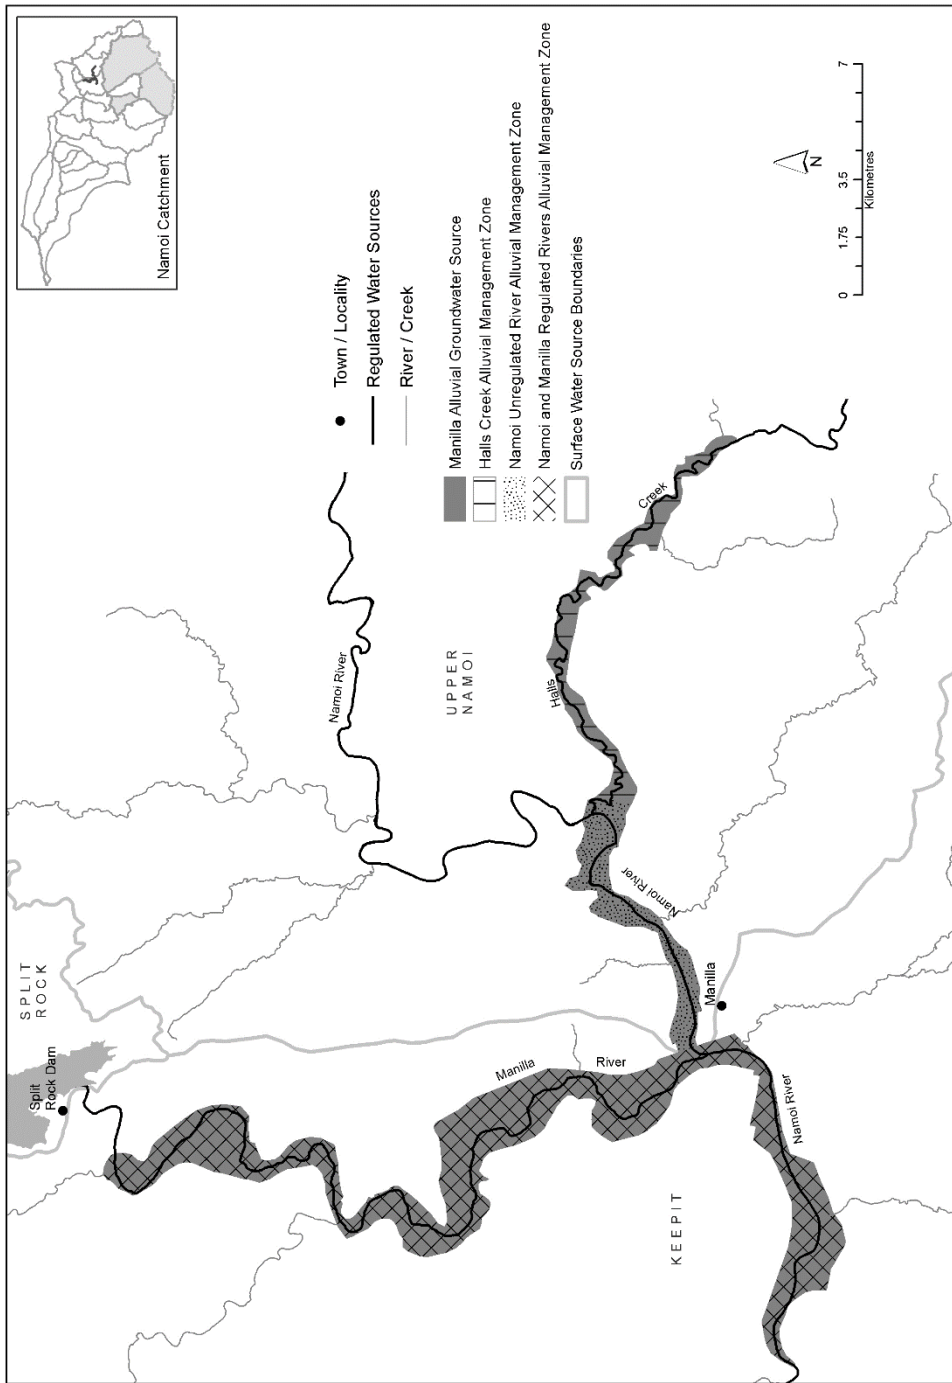 Namoi Catchment
Town / Locality
Regulated Water Sources
River / Creek
Manilla Alluvial Groundwater Source
Halls Creek Alluvial Management Zone
Namoi Unregulated River Alluvial Management Zone
Namoi and Manilla Regulated Rivers Alluvial Management Zone
Surface Water Source Boundaries
N
0
1.75
3.5
7
Kilometres
SPLIT
ROCK
Split
Rock Dam
Namoi River
UPPER
NAMOI
Halls
Creek
Namoi River
Manilla
Manilla
River
Namoi River
KEEPIT